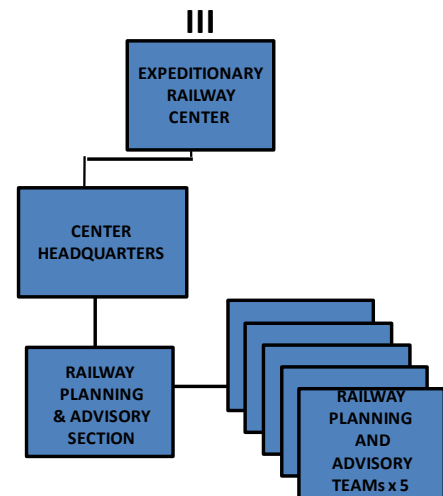 III
EXPEDITIONARY
RAILWAY
CENTER
CENTER
HEADQUARTERS
RAILWAY
PLANNING
& ADVISORY
SECTION
RAILWAY
PLANNING
AND
ADVISORY
TEAMs x 5